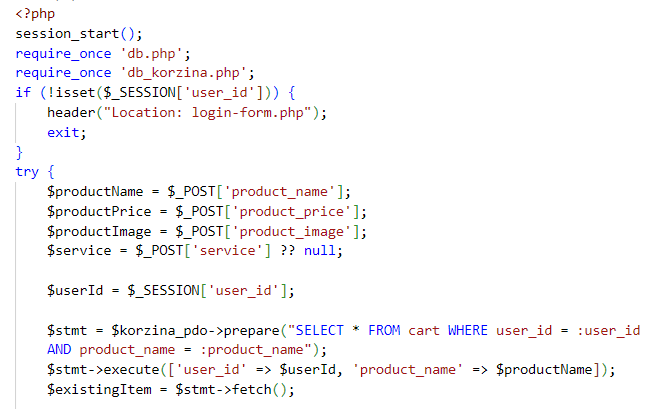 <?php
session_start();
require_once 'db.php';
require_once 'db_korzina.php';
if (!isset($_SESSION['user_id'])) {
    header("Location: login-form.php");
    exit;
}
try {
    $productName = $_POST['product_name'];
    $productPrice = $_POST['product_price'];
    $productImage = $_POST['product_image'];
    $service = $_POST['service'] ?? null;

    $userId = $_SESSION['user_id'];

    $stmt = $korzina_pdo->prepare("SELECT * FROM cart WHERE user_id = :user_id
    AND product_name = :product_name");
    $stmt->execute(['user_id' => $userId, 'product_name' => $productName]);
    $existingItem = $stmt->fetch();